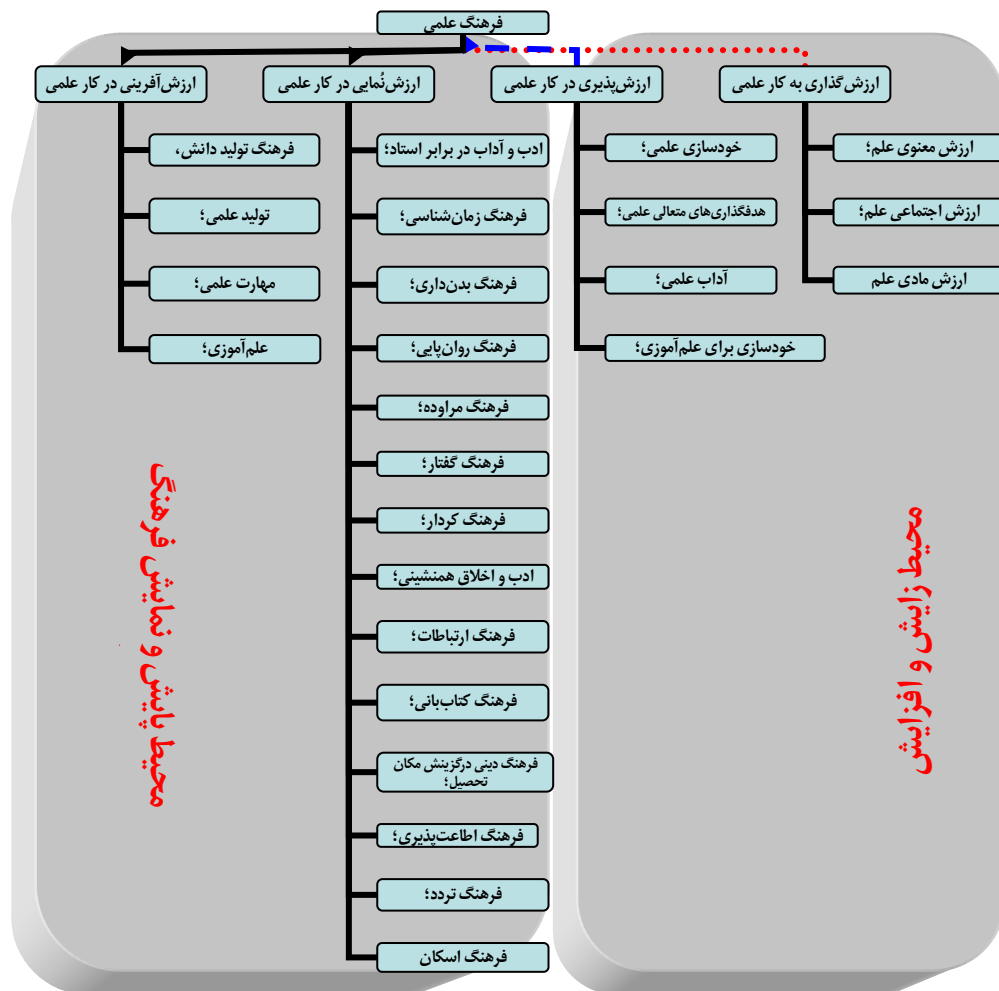 فرهنگ علمی
ارزش‌گذاری به کار علمی
ارزش معنوی علم؛
ارزش اجتماعی علم؛
ارزش مادی علم
ارزش‌پذیری در کار علمی
خودسازی علمی؛
هدفگذاری‌های متعالی علمی؛
آداب علمی؛
خودسازی برای علم‌آموزی؛
ارزش‌نُمایی در کار علمی
ادب و آداب در برابر استاد؛
فرهنگ زمان‌شناسی؛
فرهنگ بدن‌داری؛
فرهنگ روان‌پایی؛
فرهنگ مراوده؛
فرهنگ گفتار؛
فرهنگ کردار؛
ادب و اخلاق همنشینی؛
فرهنگ ارتباطات؛
فرهنگ کتاب‌بانی؛
فرهنگ دینی درگزینش مکان
تحصیل؛
فرهنگ اطاعت‌پذیری؛
فرهنگ تردد؛
فرهنگ اسکان
ارزش‌آفرینی در کار علمی
فرهنگ تولید دانش،
تولید علمی؛
مهارت علمی؛
علم‌آموزی؛
محیط زایش و افزایش
محیط پایش و نمایش فرهنگ